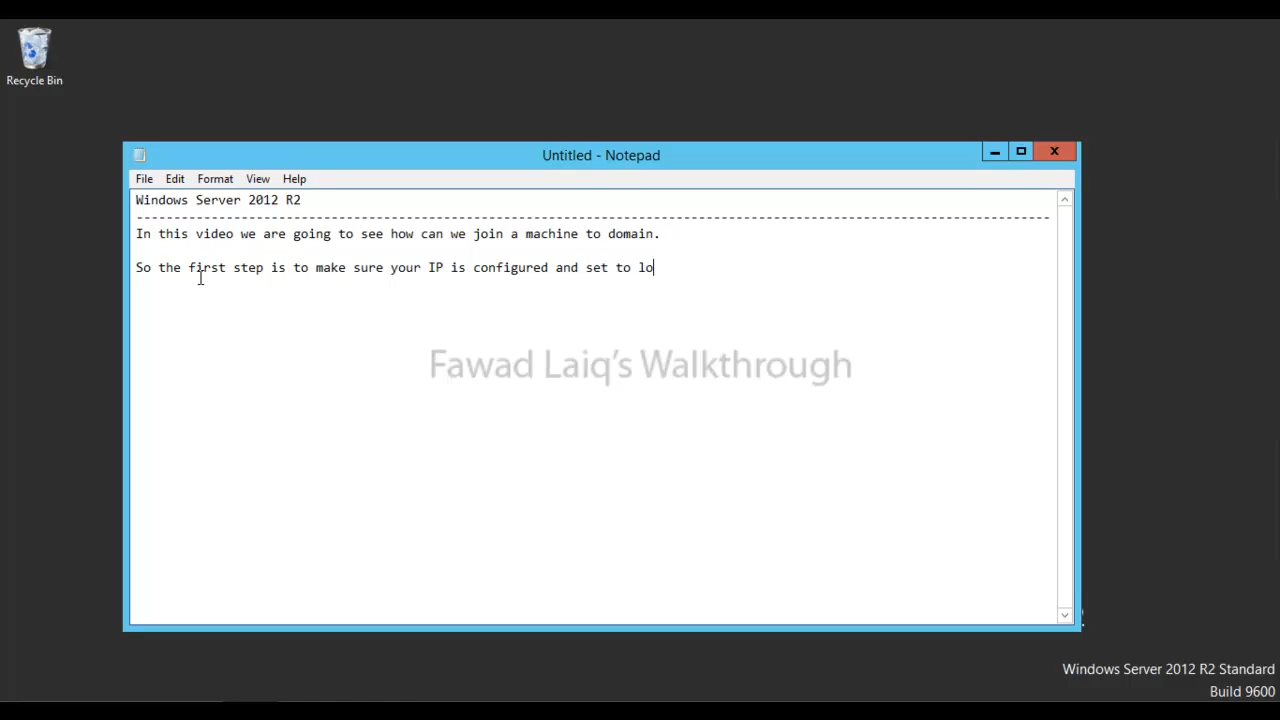 Recycle Bin
Untitled - Notepad
File Edit Format View Help
Windows Server 2012 R2
--------------------------------------------------------------------------------------------------------------------------
In this video we are going to see how can we join a machine to domain.
So the first step is to make sure your IP is configured and set to lo
Fawad Laiq's Walkthrough
Windows Server 2012 R2 Standard
Build 9600